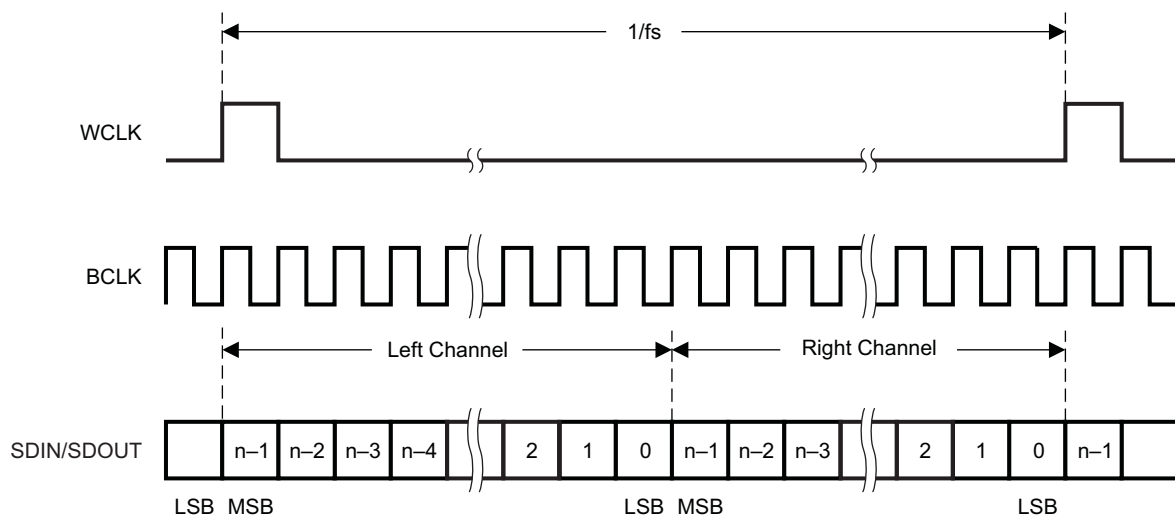 1/fs
WCLK
BCLK
Left Channel
Right Channel
SDIN/SDOUT
n–1 n–2 n–3 n–4 2 1 0 n–1 n–2 n–3 2 1 0 n–1
LSB MSB LSB MSB LSB